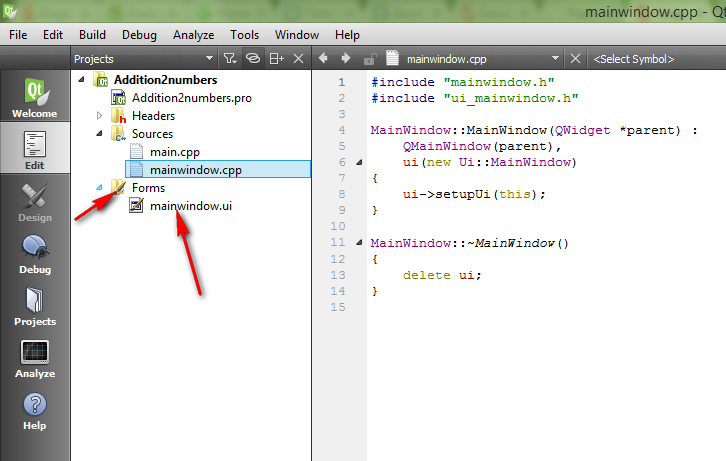 mainwindow.cpp - Qt
File Edit Build Debug Analyze Tools Window Help
Projects
mainwindow.cpp
<Select Symbol>
Welcome
Edit
Design
Debug
Projects
Analyze
Help
Addition2numbers
Addition2numbers.pro
Headers
Sources
main.cpp
mainwindow.cpp
Forms
mainwindow.ui
1 #include "mainwindow.h"
2 #include "ui_mainwindow.h"
3
4 MainWindow::MainWindow(QWidget *parent) :
5 QMainWindow(parent),
6 ui(new Ui::MainWindow)
7 {
8 ui->setupUi(this);
9 }
10
11 MainWindow::~MainWindow()
12 {
13 delete ui;
14 }
15